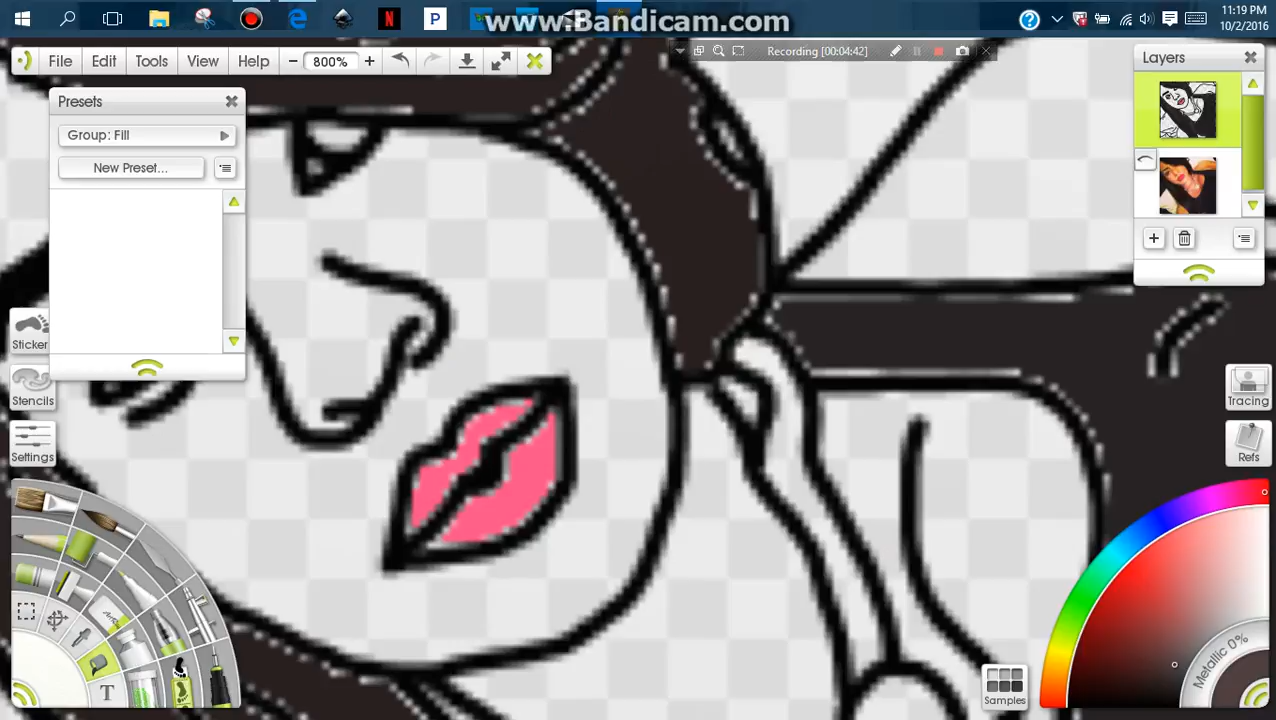 www.Bandicam.com
11:19 PM
10/2/2016
Recording [00:04:42]
File Edit Tools View Help 800%
Layers
Presets
Group: Fill
New Preset...
Sticker
Stencils
Settings
Tracing
Refs
Metallic 0%
Samples
T
N
P